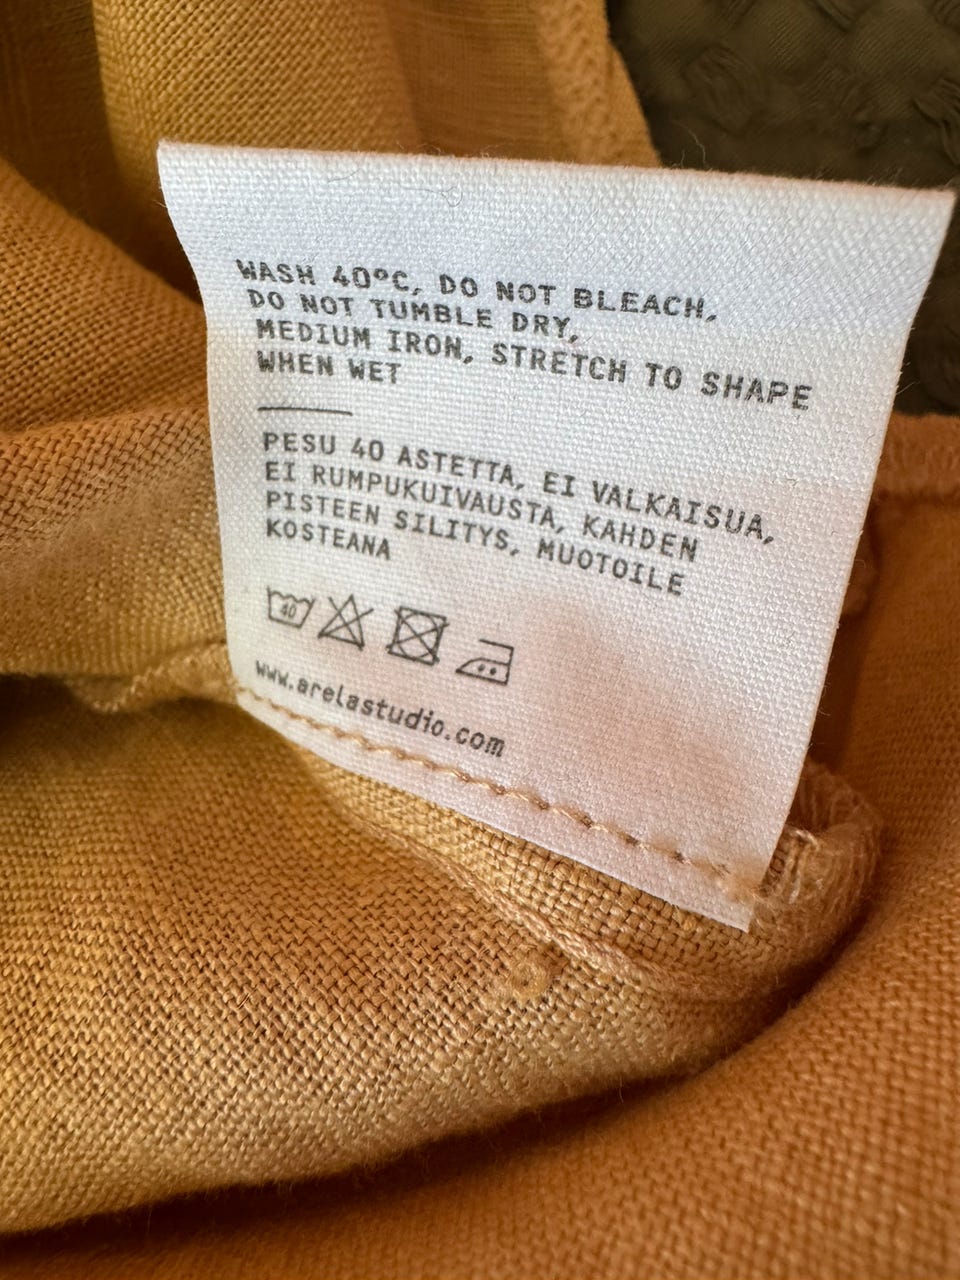 WASH 40°C, DO NOT BLEACH,
DO NOT TUMBLE DRY,
MEDIUM IRON, STRETCH TO SHAPE
WHEN WET
PESU 40 ASTETTA, EI VALKAISUA,
EI RUMPUKUIVAUSTA, KAHDEN
PISTEEN SILITYS, MUOTOILE
KOSTEANA
40
www.arelastudio.com